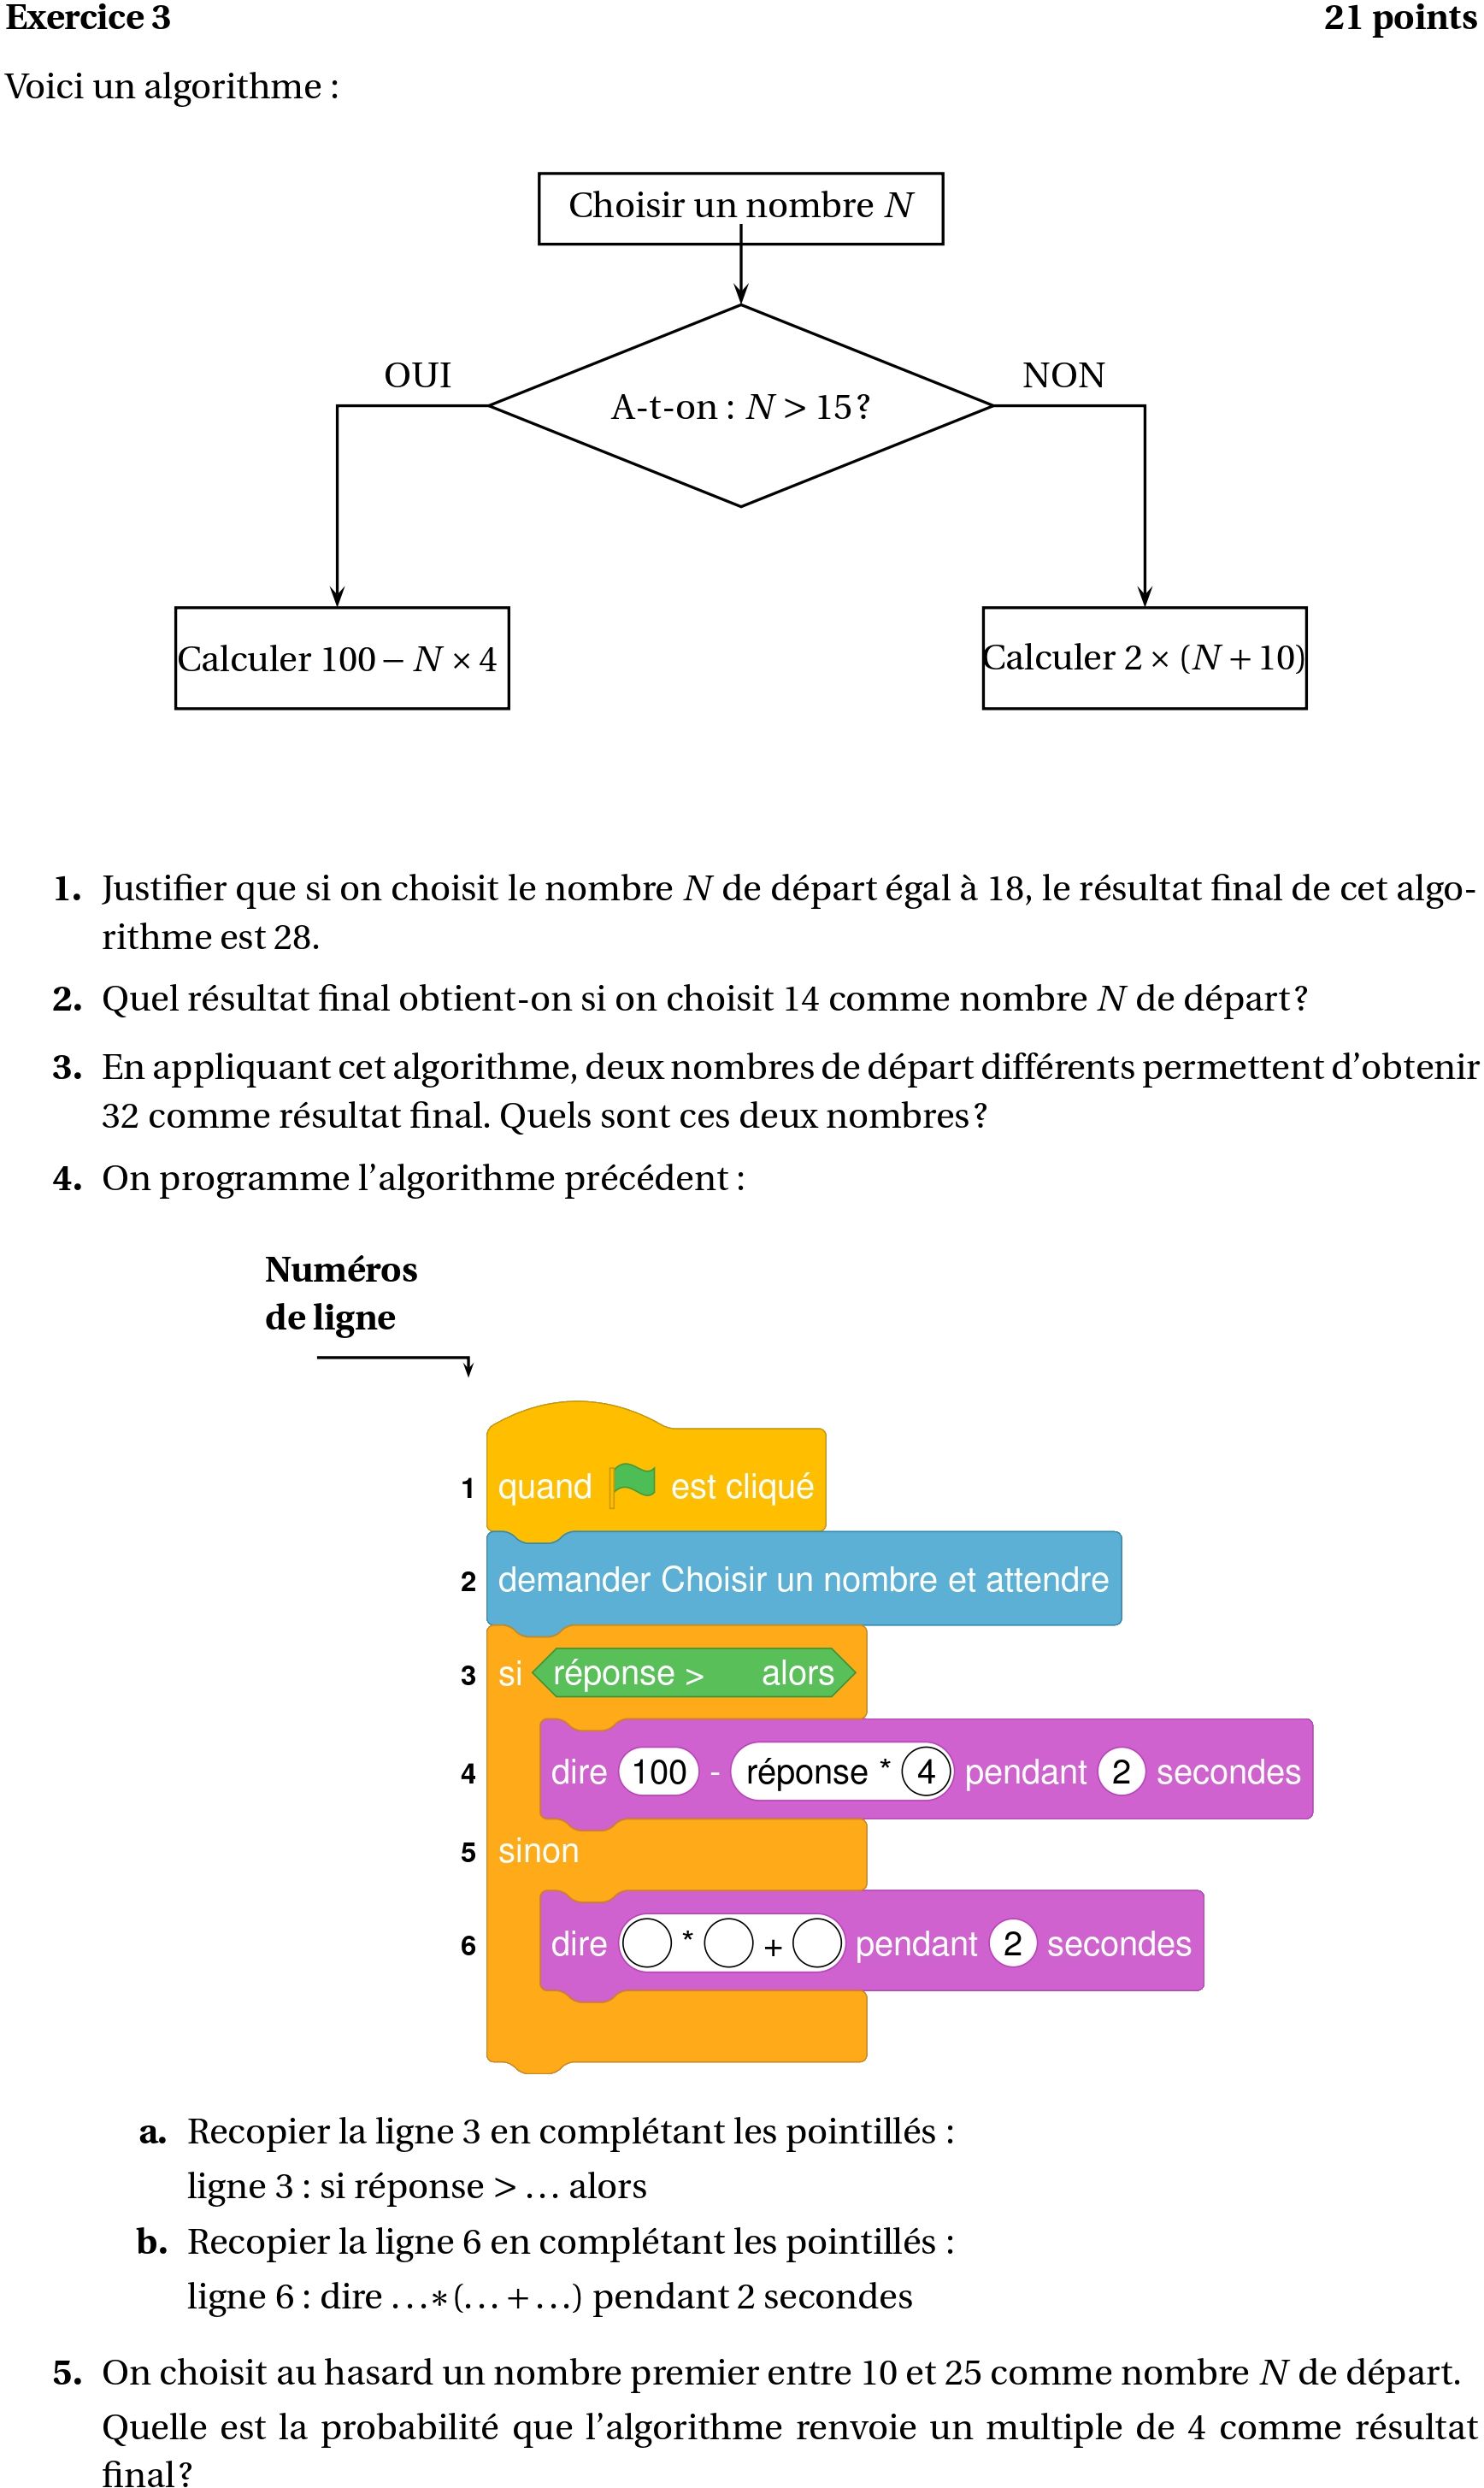 Exercice 3 21 points
Voici un algorithme :
Choisir un nombre N
OUI NON
A-t-on : N > 15 ?
Calculer 100 − N × 4 Calculer 2 × (N + 10)
1. Justifier que si on choisit le nombre N de départ égal à 18, le résultat final de cet algo-
rithme est 28.
2. Quel résultat final obtient-on si on choisit 14 comme nombre N de départ ?
3. En appliquant cet algorithme, deux nombres de départ différents permettent d'obtenir
32 comme résultat final. Quels sont ces deux nombres ?
4. On programme l'algorithme précédent :
Numéros
de ligne
1 quand est cliqué
2 demander Choisir un nombre et attendre
3 si réponse > alors
4 dire 100 - réponse * 4 pendant 2 secondes
5 sinon
6 dire * + pendant 2 secondes
a. Recopier la ligne 3 en complétant les pointillés :
ligne 3 : si réponse > ... alors
b. Recopier la ligne 6 en complétant les pointillés :
ligne 6 : dire ...∗(... + ...) pendant 2 secondes
5. On choisit au hasard un nombre premier entre 10 et 25 comme nombre N de départ.
Quelle est la probabilité que l'algorithme renvoie un multiple de 4 comme résultat
final ?